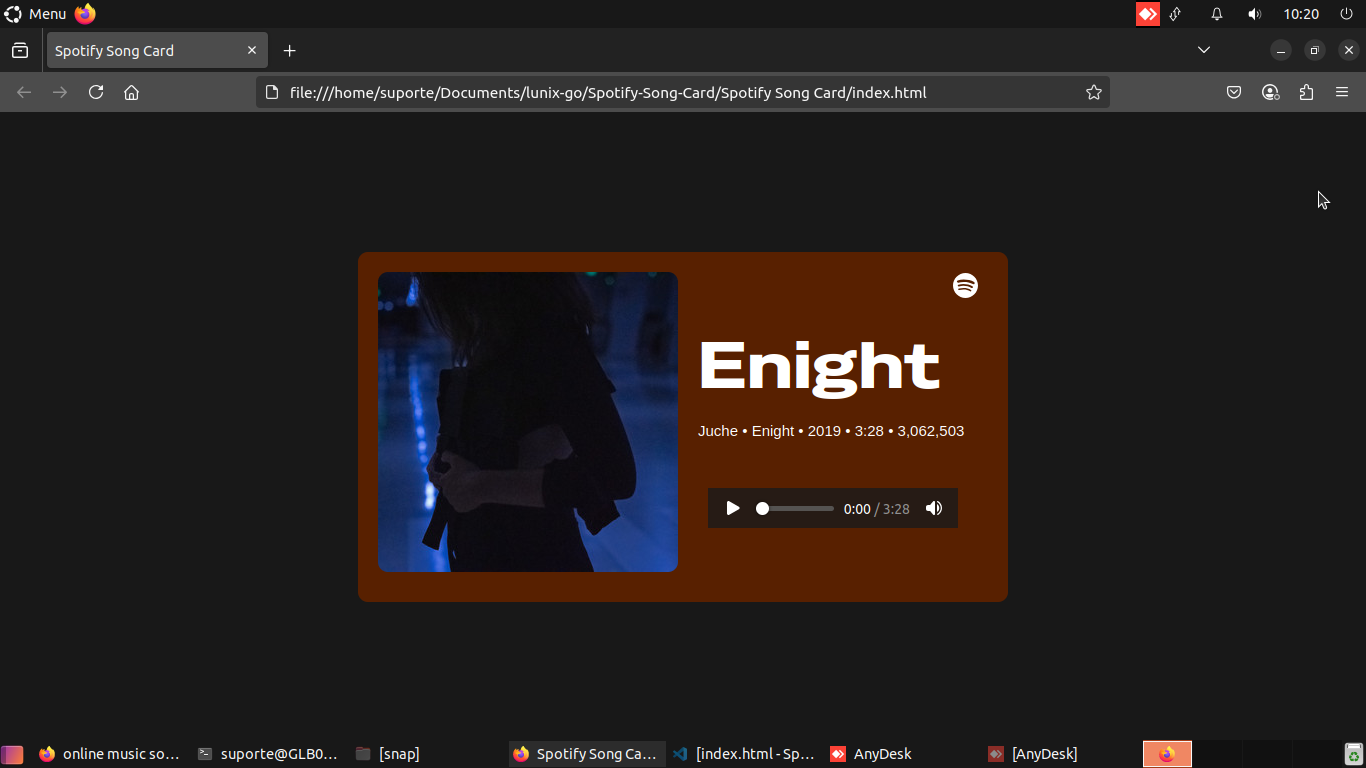 Menu
10:20
Spotify Song Card
file:///home/suporte/Documents/lunix-go/Spotify-Song-Card/Spotify Song Card/index.html
Enight
Juche • Enight • 2019 • 3:28 • 3,062,503
0:00 / 3:28
online music so...
suporte@GLB0...
[snap]
Spotify Song Ca...
[index.html - Sp...
AnyDesk
[AnyDesk]